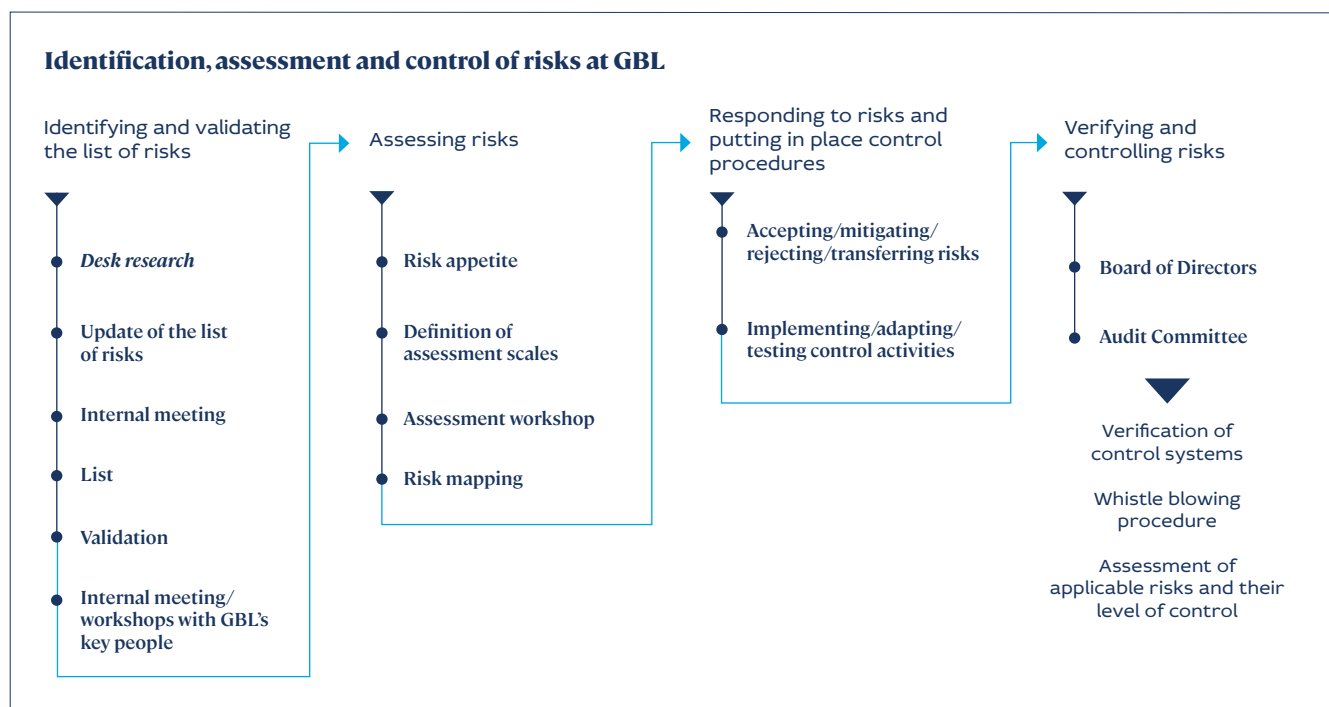 Identification, assessment and control of risks at GBL
Identifying and validating
the list of risks
Desk research
Update of the list
of risks
Internal meeting
List
Validation
Internal meeting/
workshops with GBL’s
key people
Assessing risks
Risk appetite
Definition of
assessment scales
Assessment workshop
Risk mapping
Responding to risks and
putting in place control
procedures
Accepting/mitigating/
rejecting/transferring risks
Implementing/adapting/
testing control activities
Verifying and
controlling risks
Board of Directors
Audit Committee
Verification of
control systems
Whistle blowing
procedure
Assessment of
applicable risks and their
level of control